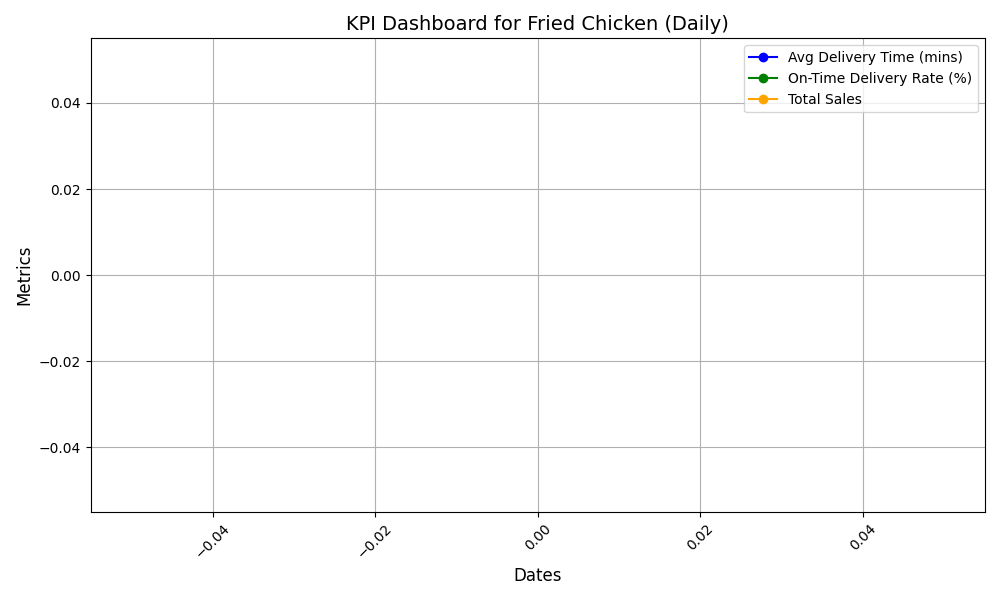 KPI Dashboard for Fried Chicken (Daily)
Avg Delivery Time (mins)
On-Time Delivery Rate (%)
Total Sales
0.04
0.02
0.00
−0.02
−0.04
Metrics
−0.04
−0.02
0.00
0.02
0.04
Dates